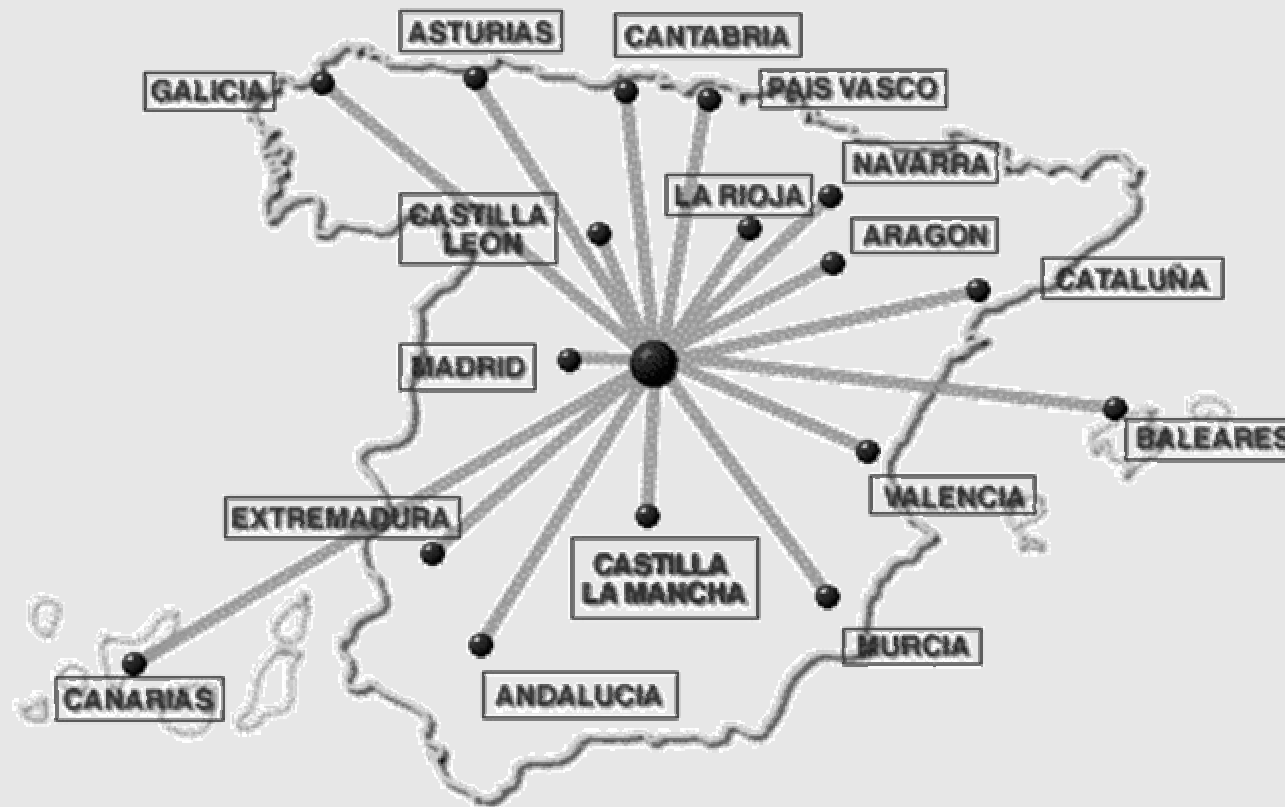 ASTURIAS
CANTABRIA
GALICIA
PAIS VASCO
NAVARRA
LA RIOJA
CASTILLA
LEON
ARAGON
CATALUÑA
MADRID
BALEARES
VALENCIA
EXTREMADURA
CASTILLA
LA MANCHA
MURCIA
CANARIAS
ANDALUCIA